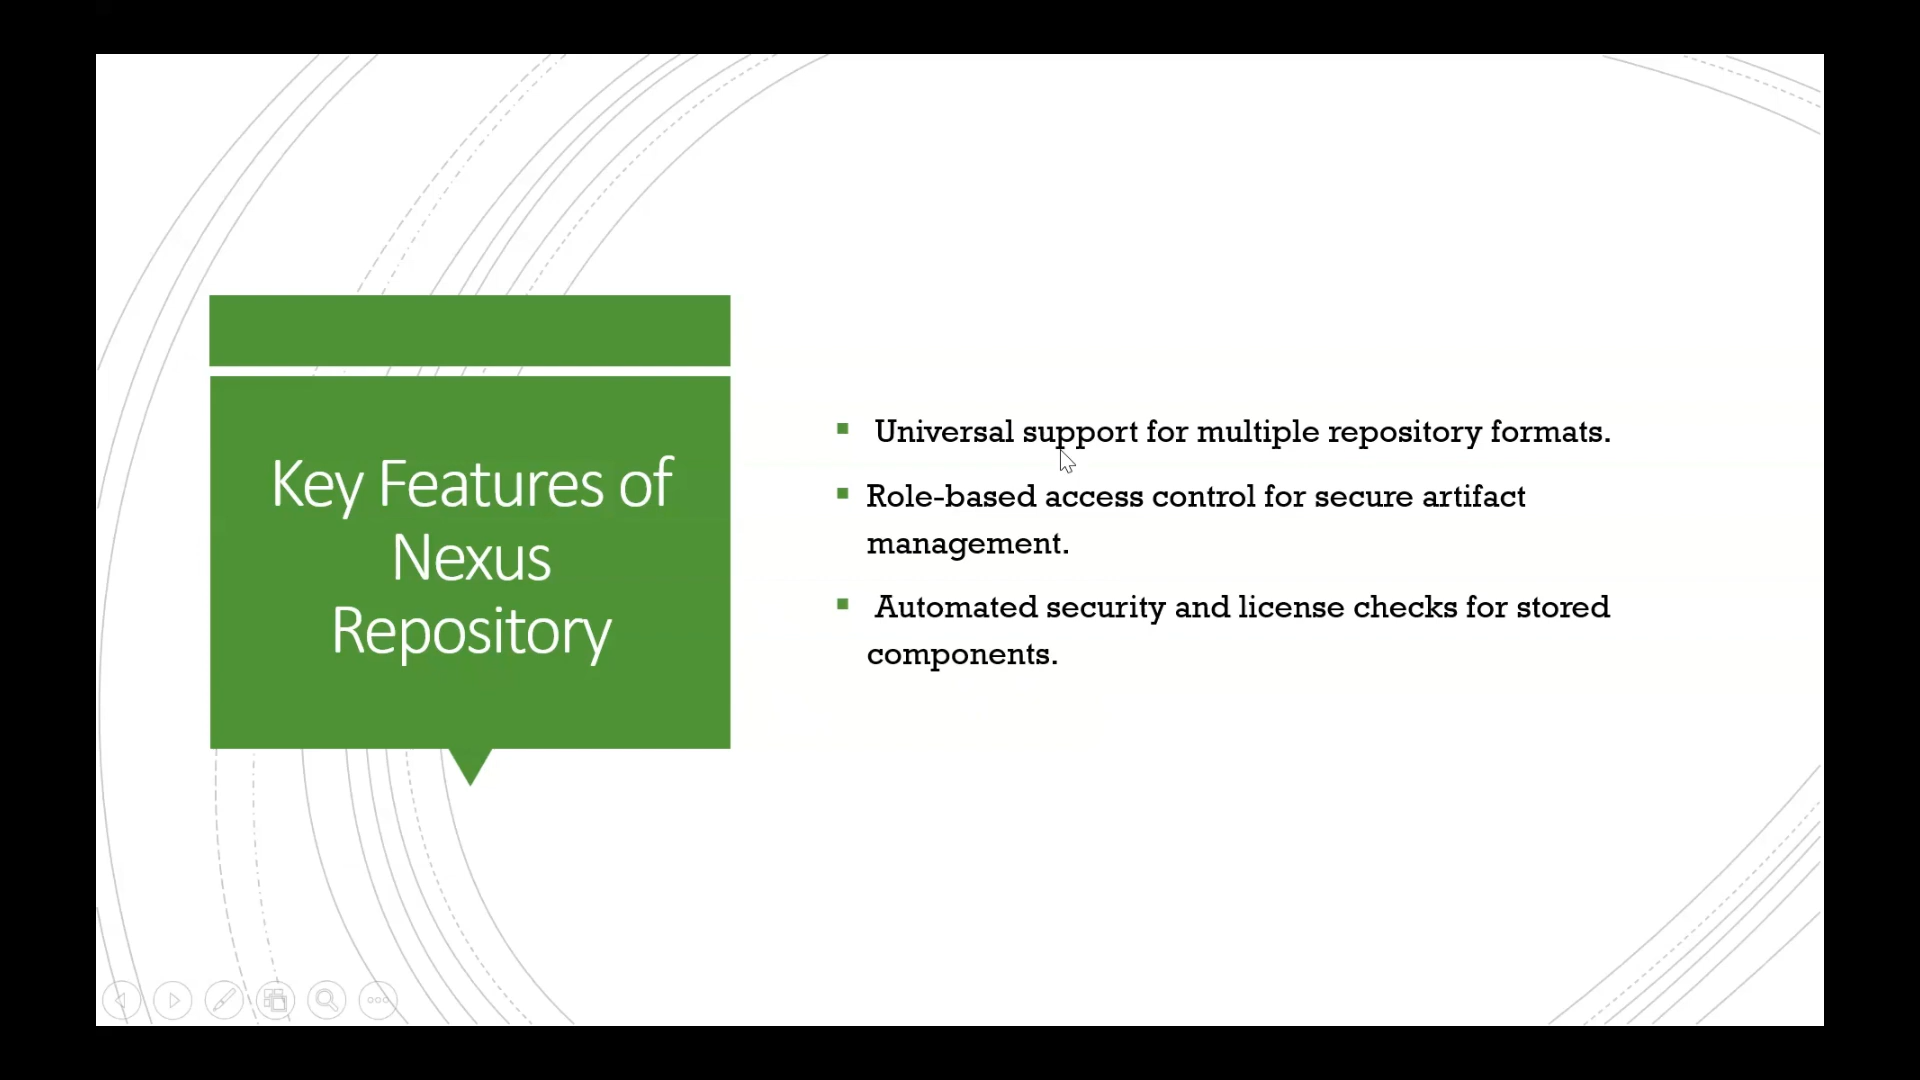 Key Features of
Nexus
Repository
Universal support for multiple repository formats.
Role-based access control for secure artifact
management.
Automated security and license checks for stored
components.